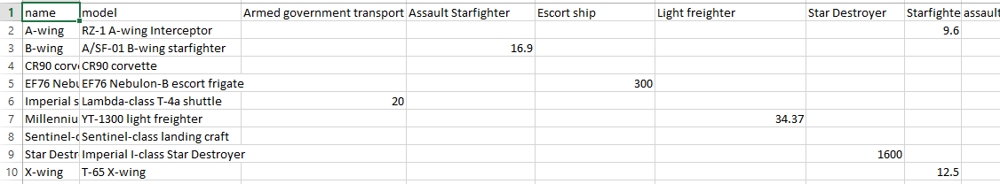 1 name model Armed government transport Assault Starfighter Escort ship Light freighter Star Destroyer Starfighte assault
2 A-wing RZ-1 A-wing Interceptor 9.6
3 B-wing A/SF-01 B-wing starfighter 16.9
4 CR90 corv CR90 corvette
5 EF76 Nebu EF76 Nebulon-B escort frigate 300
6 Imperial s Lambda-class T-4a shuttle 20
7 Millenniu YT-1300 light freighter 34.37
8 Sentinel-c Sentinel-class landing craft
9 Star Destr Imperial I-class Star Destroyer 1600
10 X-wing T-65 X-wing 12.5